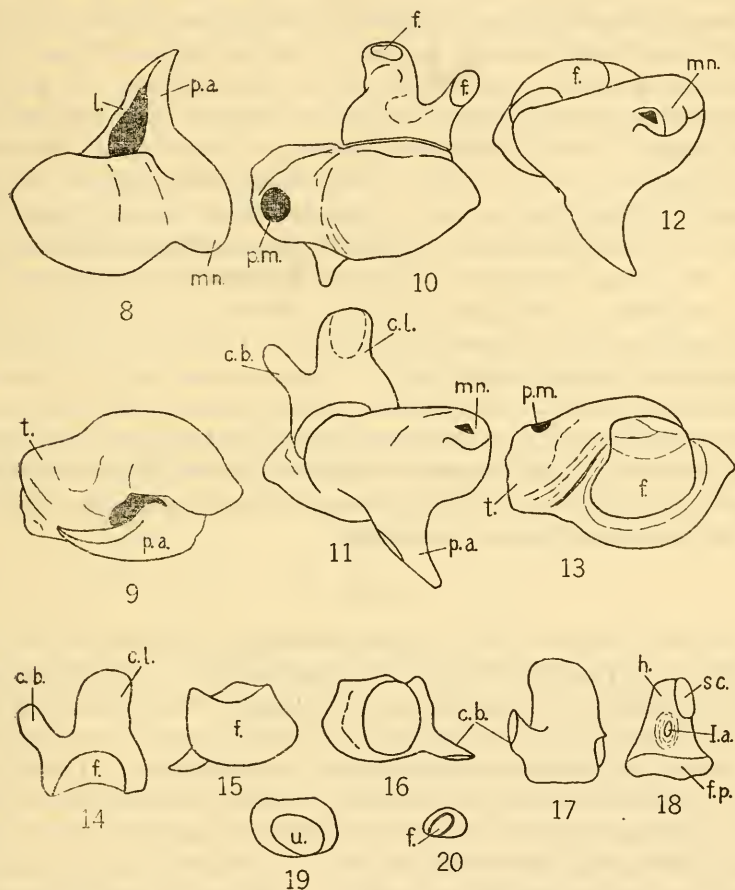 f.
l.
p.a.
f.
f.
mn.
p.m.
mn.
8
10
12
c.l.
c.b.
t.
p.m.
mn.
f.
t.
p.a.
p.a.
9
11
13
c.b.
c.l.
h.
sc.
f.
f.
c.b.
I.a.
f.p.
14
15
16
17
18
u.
f.
19
20